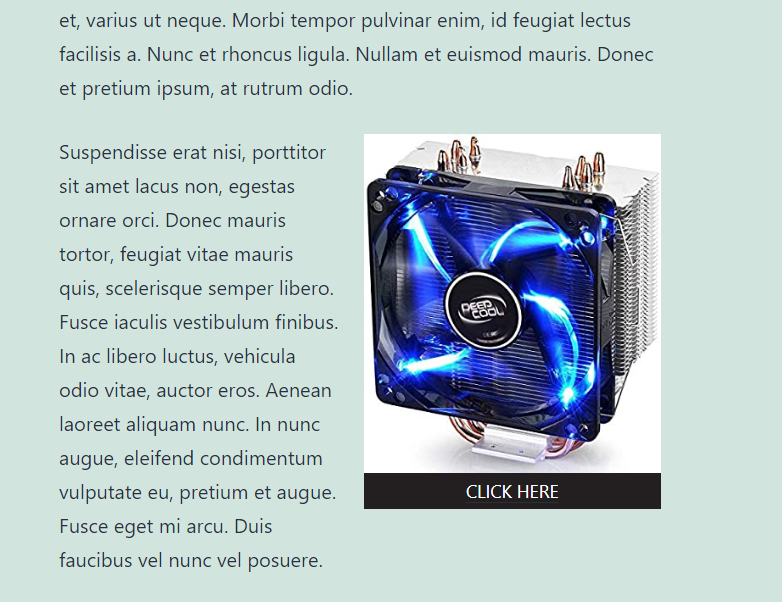 et, varius ut neque. Morbi tempor pulvinar enim, id feugiat lectus
facilisis a. Nunc et rhoncus ligula. Nullam et euismod mauris. Donec
et pretium ipsum, at rutrum odio.
Suspendisse erat nisi, porttitor
sit amet lacus non, egestas
ornare orci. Donec mauris
tortor, feugiat vitae mauris
quis, scelerisque semper libero.
Fusce iaculis vestibulum finibus.
In ac libero luctus, vehicula
odio vitae, auctor eros. Aenean
laoreet aliquam nunc. In nunc
augue, eleifend condimentum
vulputate eu, pretium et augue.
Fusce eget mi arcu. Duis
faucibus vel nunc vel posuere.
DEEP
COOL
CLICK HERE